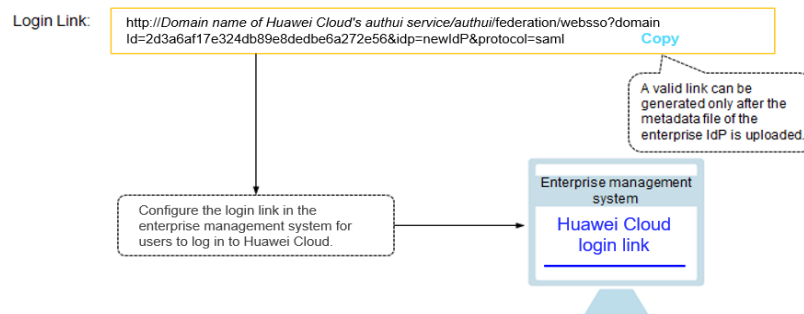 Login Link:
http://Domain name of Huawei Cloud's authui service/authui/federation/websso?domain
Id=2d3a6af17e324db89e8dedbe6a272e56&idp=newIdP&protocol=saml
Copy
A valid link can be
generated only after the
metadata file of the
enterprise IdP is uploaded.
Configure the login link in the
enterprise management system for
users to log in to Huawei Cloud.
Enterprise management
system
Huawei Cloud
login link